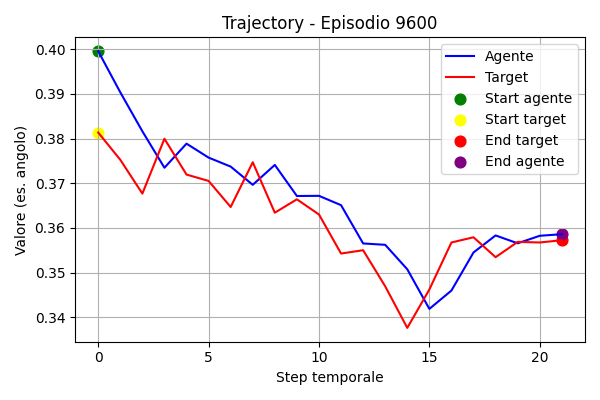 Trajectory - Episodio 9600
Valore (es. angolo)
0.40
0.39
0.38
0.37
0.36
0.35
0.34
Agente
Target
Start agente
Start target
End target
End agente
0 5 10 15 20
Step temporale